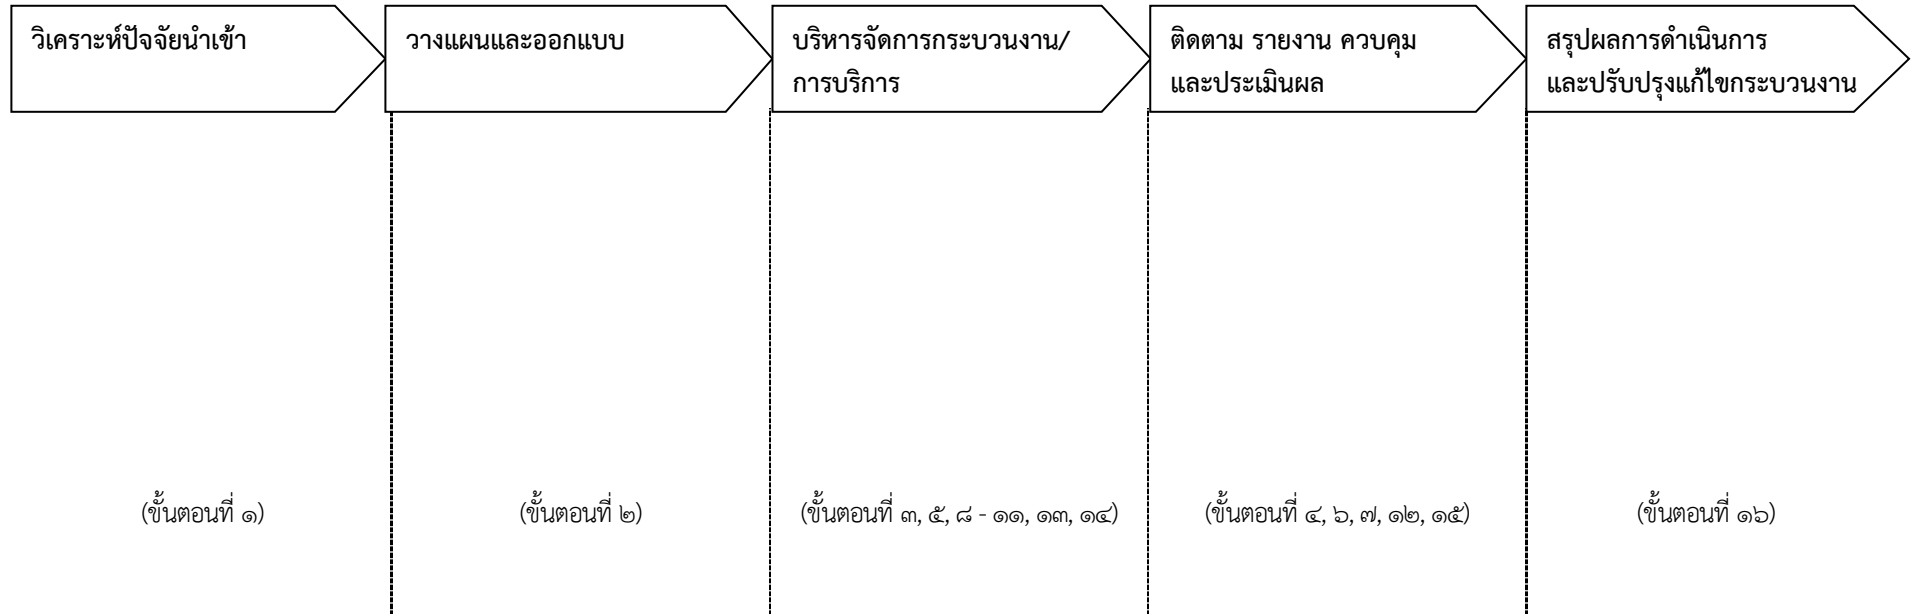 วิเคราะห์ปัจจัยนำเข้า
วางแผนและออกแบบ
บริหารจัดการกระบวนงาน/
การบริการ
ติดตาม รายงาน ควบคุม
และประเมินผล
สรุปผลการดำเนินการ
และปรับปรุงแก้ไขกระบวนงาน
(ขั้นตอนที่ ๑)
(ขั้นตอนที่ ๒)
(ขั้นตอนที่ ๓, ๕, ๘ - ๑๑, ๑๓, ๑๔)
(ขั้นตอนที่ ๔, ๖, ๗, ๑๒, ๑๕)
(ขั้นตอนที่ ๑๖)